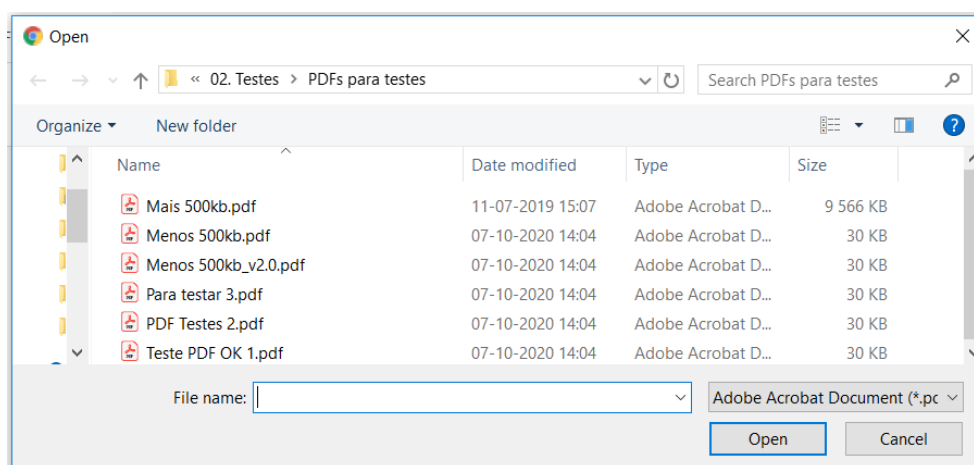 Open
« 02. Testes > PDFs para testes Search PDFs para testes
Organize New folder
Name Date modified Type Size
Mais 500kb.pdf 11-07-2019 15:07 Adobe Acrobat D... 9 566 KB
Menos 500kb.pdf 07-10-2020 14:04 Adobe Acrobat D... 30 KB
Menos 500kb_v2.0.pdf 07-10-2020 14:04 Adobe Acrobat D... 30 KB
Para testar 3.pdf 07-10-2020 14:04 Adobe Acrobat D... 30 KB
PDF Testes 2.pdf 07-10-2020 14:04 Adobe Acrobat D... 30 KB
Teste PDF OK 1.pdf 07-10-2020 14:04 Adobe Acrobat D... 30 KB
File name: Adobe Acrobat Document (*.pc
Open Cancel